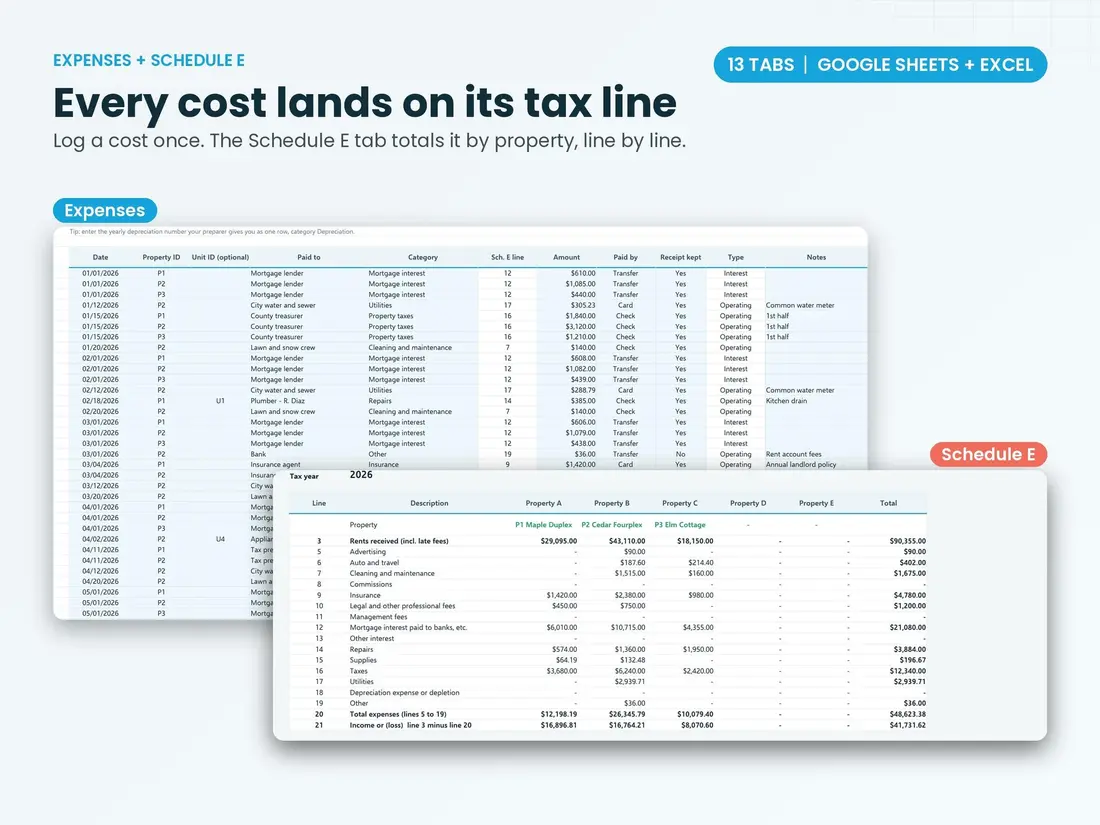 EXPENSES + SCHEDULE E
13 TABS | GOOGLE SHEETS + EXCEL
Every cost lands on its tax line
Log a cost once. The Schedule E tab totals it by property, line by line.
Expenses
Tip: enter the yearly depreciation number your preparer gives you as one row, category Depreciation.
Date Property ID Unit ID (optional) Paid to Category Sch. E line Amount Paid by Receipt kept Type Notes
01/01/2026 P1 Mortgage lender Mortgage interest 12 $610.00 Transfer Yes Interest
01/01/2026 P2 Mortgage lender Mortgage interest 12 $1,085.00 Transfer Yes Interest
01/01/2026 P3 Mortgage lender Mortgage interest 12 $440.00 Transfer Yes Interest
01/12/2026 P2 City water and sewer Utilities 17 $305.23 Card Yes Operating Common water meter
01/15/2026 P1 County treasurer Property taxes 16 $1,840.00 Check Yes Operating 1st half
01/15/2026 P2 County treasurer Property taxes 16 $3,120.00 Check Yes Operating 1st half
01/15/2026 P3 County treasurer Property taxes 16 $1,210.00 Check Yes Operating 1st half
01/20/2026 P2 Lawn and snow crew Cleaning and maintenance 7 $140.00 Check Yes Operating
02/01/2026 P1 Mortgage lender Mortgage interest 12 $608.00 Transfer Yes Interest
02/01/2026 P2 Mortgage lender Mortgage interest 12 $1,082.00 Transfer Yes Interest
02/01/2026 P3 Mortgage lender Mortgage interest 12 $439.00 Transfer Yes Interest
02/12/2026 P2 City water and sewer Utilities 17 $288.79 Card Yes Operating Common water meter
02/18/2026 P1 U1 Plumber - R. Diaz Repairs 14 $385.00 Check Yes Operating Kitchen drain
02/20/2026 P2 Lawn and snow crew Cleaning and maintenance 7 $140.00 Check Yes Operating
03/01/2026 P1 Mortgage lender Mortgage interest 12 $606.00 Transfer Yes Interest
03/01/2026 P2 Mortgage lender Mortgage interest 12 $1,079.00 Transfer Yes Interest
03/01/2026 P3 Mortgage lender Mortgage interest 12 $438.00 Transfer Yes Interest
03/01/2026 P2 Bank Other 19 $36.00 Transfer No Operating Rent account fees
03/04/2026 P1 Insurance agent Insurance 9 $1,420.00 Card Yes Operating Annual landlord policy
03/04/2026 P2 Insuran
03/12/2026 P2 City wa
03/20/2026 P2 Lawn a
04/01/2026 P1 Mortga
04/01/2026 P2 Mortga
04/01/2026 P3 Mortga
04/02/2026 P2 U4 Applian
04/11/2026 P1 Tax pre
04/11/2026 P2 Tax pre
04/12/2026 P2 City wa
04/20/2026 P2 Lawn a
05/01/2026 P1 Mortga
05/01/2026 P2 Mortga
05/01/2026 P3 Mortga
Schedule E
Tax year 2026
Line Description Property A Property B Property C Property D Property E Total
Property P1 Maple Duplex P2 Cedar Fourplex P3 Elm Cottage - -
3 Rents received (incl. late fees) $29,095.00 $43,110.00 $18,150.00 - - $90,355.00
5 Advertising - $90.00 - - - $90.00
6 Auto and travel - $187.60 $214.40 - - $402.00
7 Cleaning and maintenance - $1,515.00 $160.00 - - $1,675.00
8 Commissions - - - - - -
9 Insurance $1,420.00 $2,380.00 $980.00 - - $4,780.00
10 Legal and other professional fees $450.00 $750.00 - - - $1,200.00
11 Management fees - - - - - -
12 Mortgage interest paid to banks, etc. $6,010.00 $10,715.00 $4,355.00 - - $21,080.00
13 Other interest - - - - - -
14 Repairs $574.00 $1,360.00 $1,950.00 - - $3,884.00
15 Supplies $64.19 $132.48 - - - $196.67
16 Taxes $3,680.00 $6,240.00 $2,420.00 - - $12,340.00
17 Utilities - $2,939.71 - - - $2,939.71
18 Depreciation expense or depletion - - - - - -
19 Other - $36.00 - - - $36.00
20 Total expenses (lines 5 to 19) $12,198.19 $26,345.79 $10,079.40 - - $48,623.38
21 Income or (loss) line 3 minus line 20 $16,896.81 $16,764.21 $8,070.60 - - $41,731.62